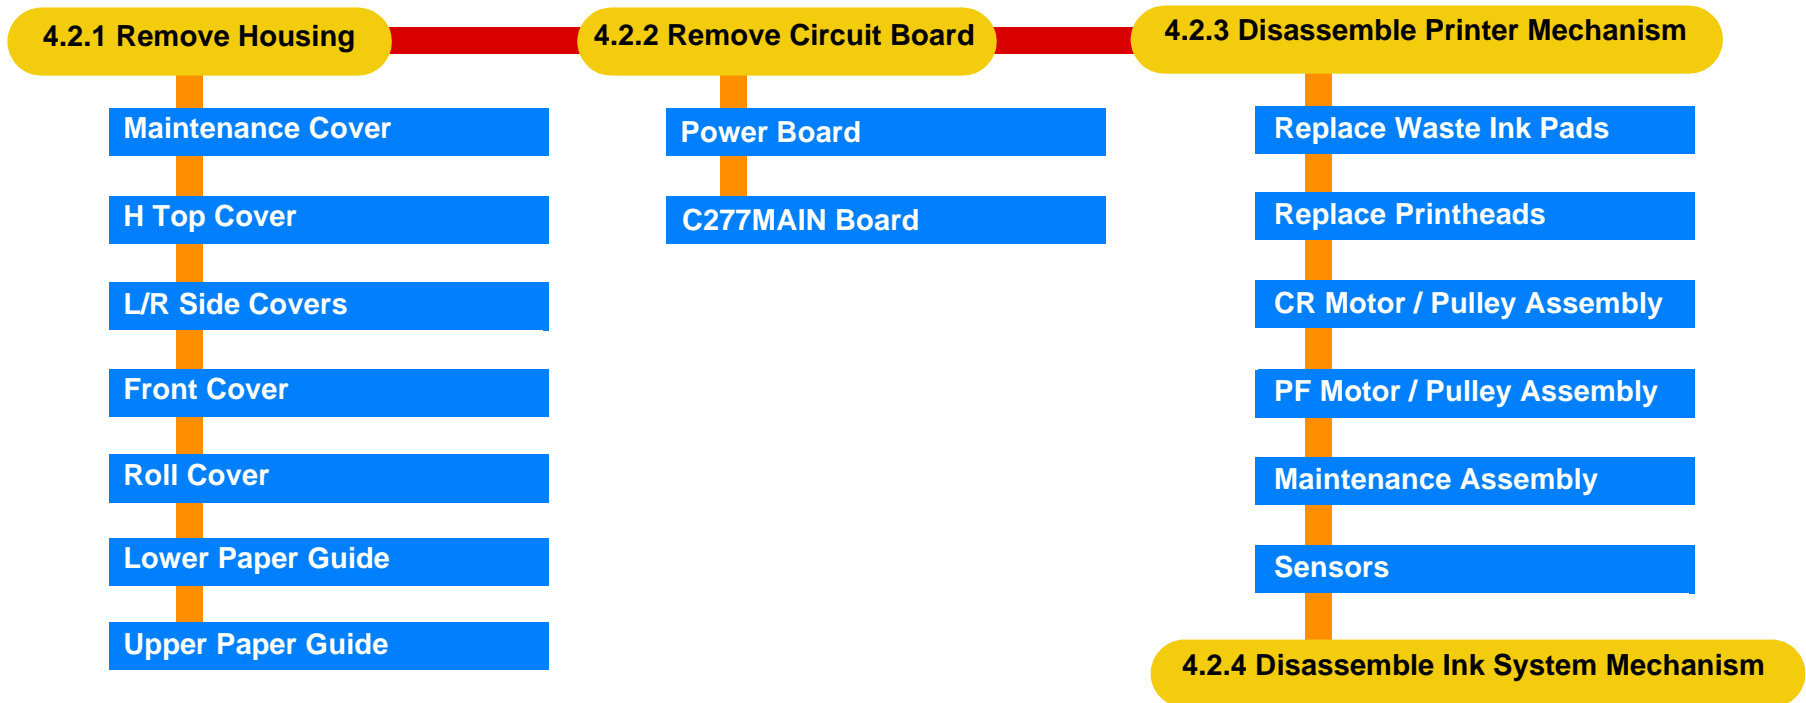 4.2.1 Remove Housing
Maintenance Cover
H Top Cover
L/R Side Covers
Front Cover
Roll Cover
Lower Paper Guide
Upper Paper Guide
4.2.2 Remove Circuit Board
Power Board
C277MAIN Board
4.2.3 Disassemble Printer Mechanism
Replace Waste Ink Pads
Replace Printheads
CR Motor / Pulley Assembly
PF Motor / Pulley Assembly
Maintenance Assembly
Sensors
4.2.4 Disassemble Ink System Mechanism